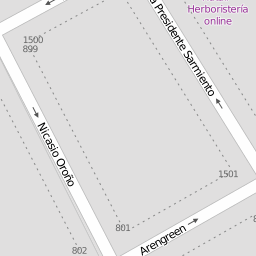 Herboristería
online
a Presidente Sarmiento
1500
899
Nicasio Oroño
1501
801
Arengreen
802